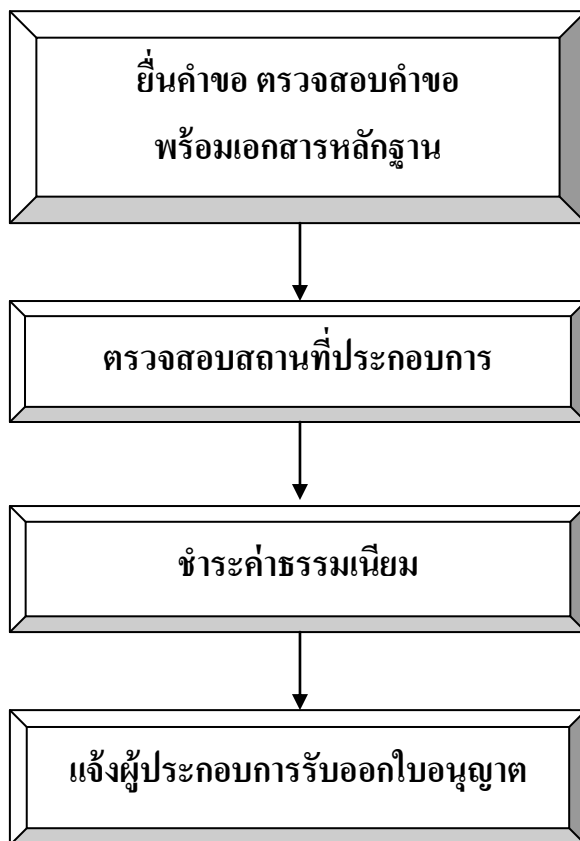 ยื่นคำขอ ตรวจสอบคำขอ
พร้อมเอกสารหลักฐาน
ตรวจสอบสถานที่ประกอบการ
ชำระค่าธรรมเนียม
แจ้งผู้ประกอบการรับออกใบอนุญาต